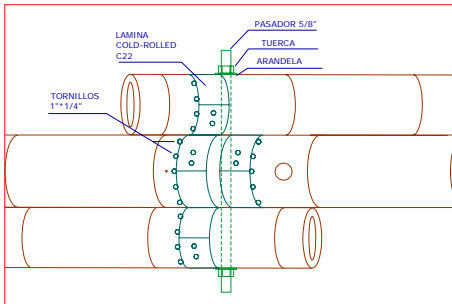 PASADOR 5/8"
LAMINA
COLD-ROLLED
C22
TUERCA
ARANDELA
TORNILLOS
1"*1/4"